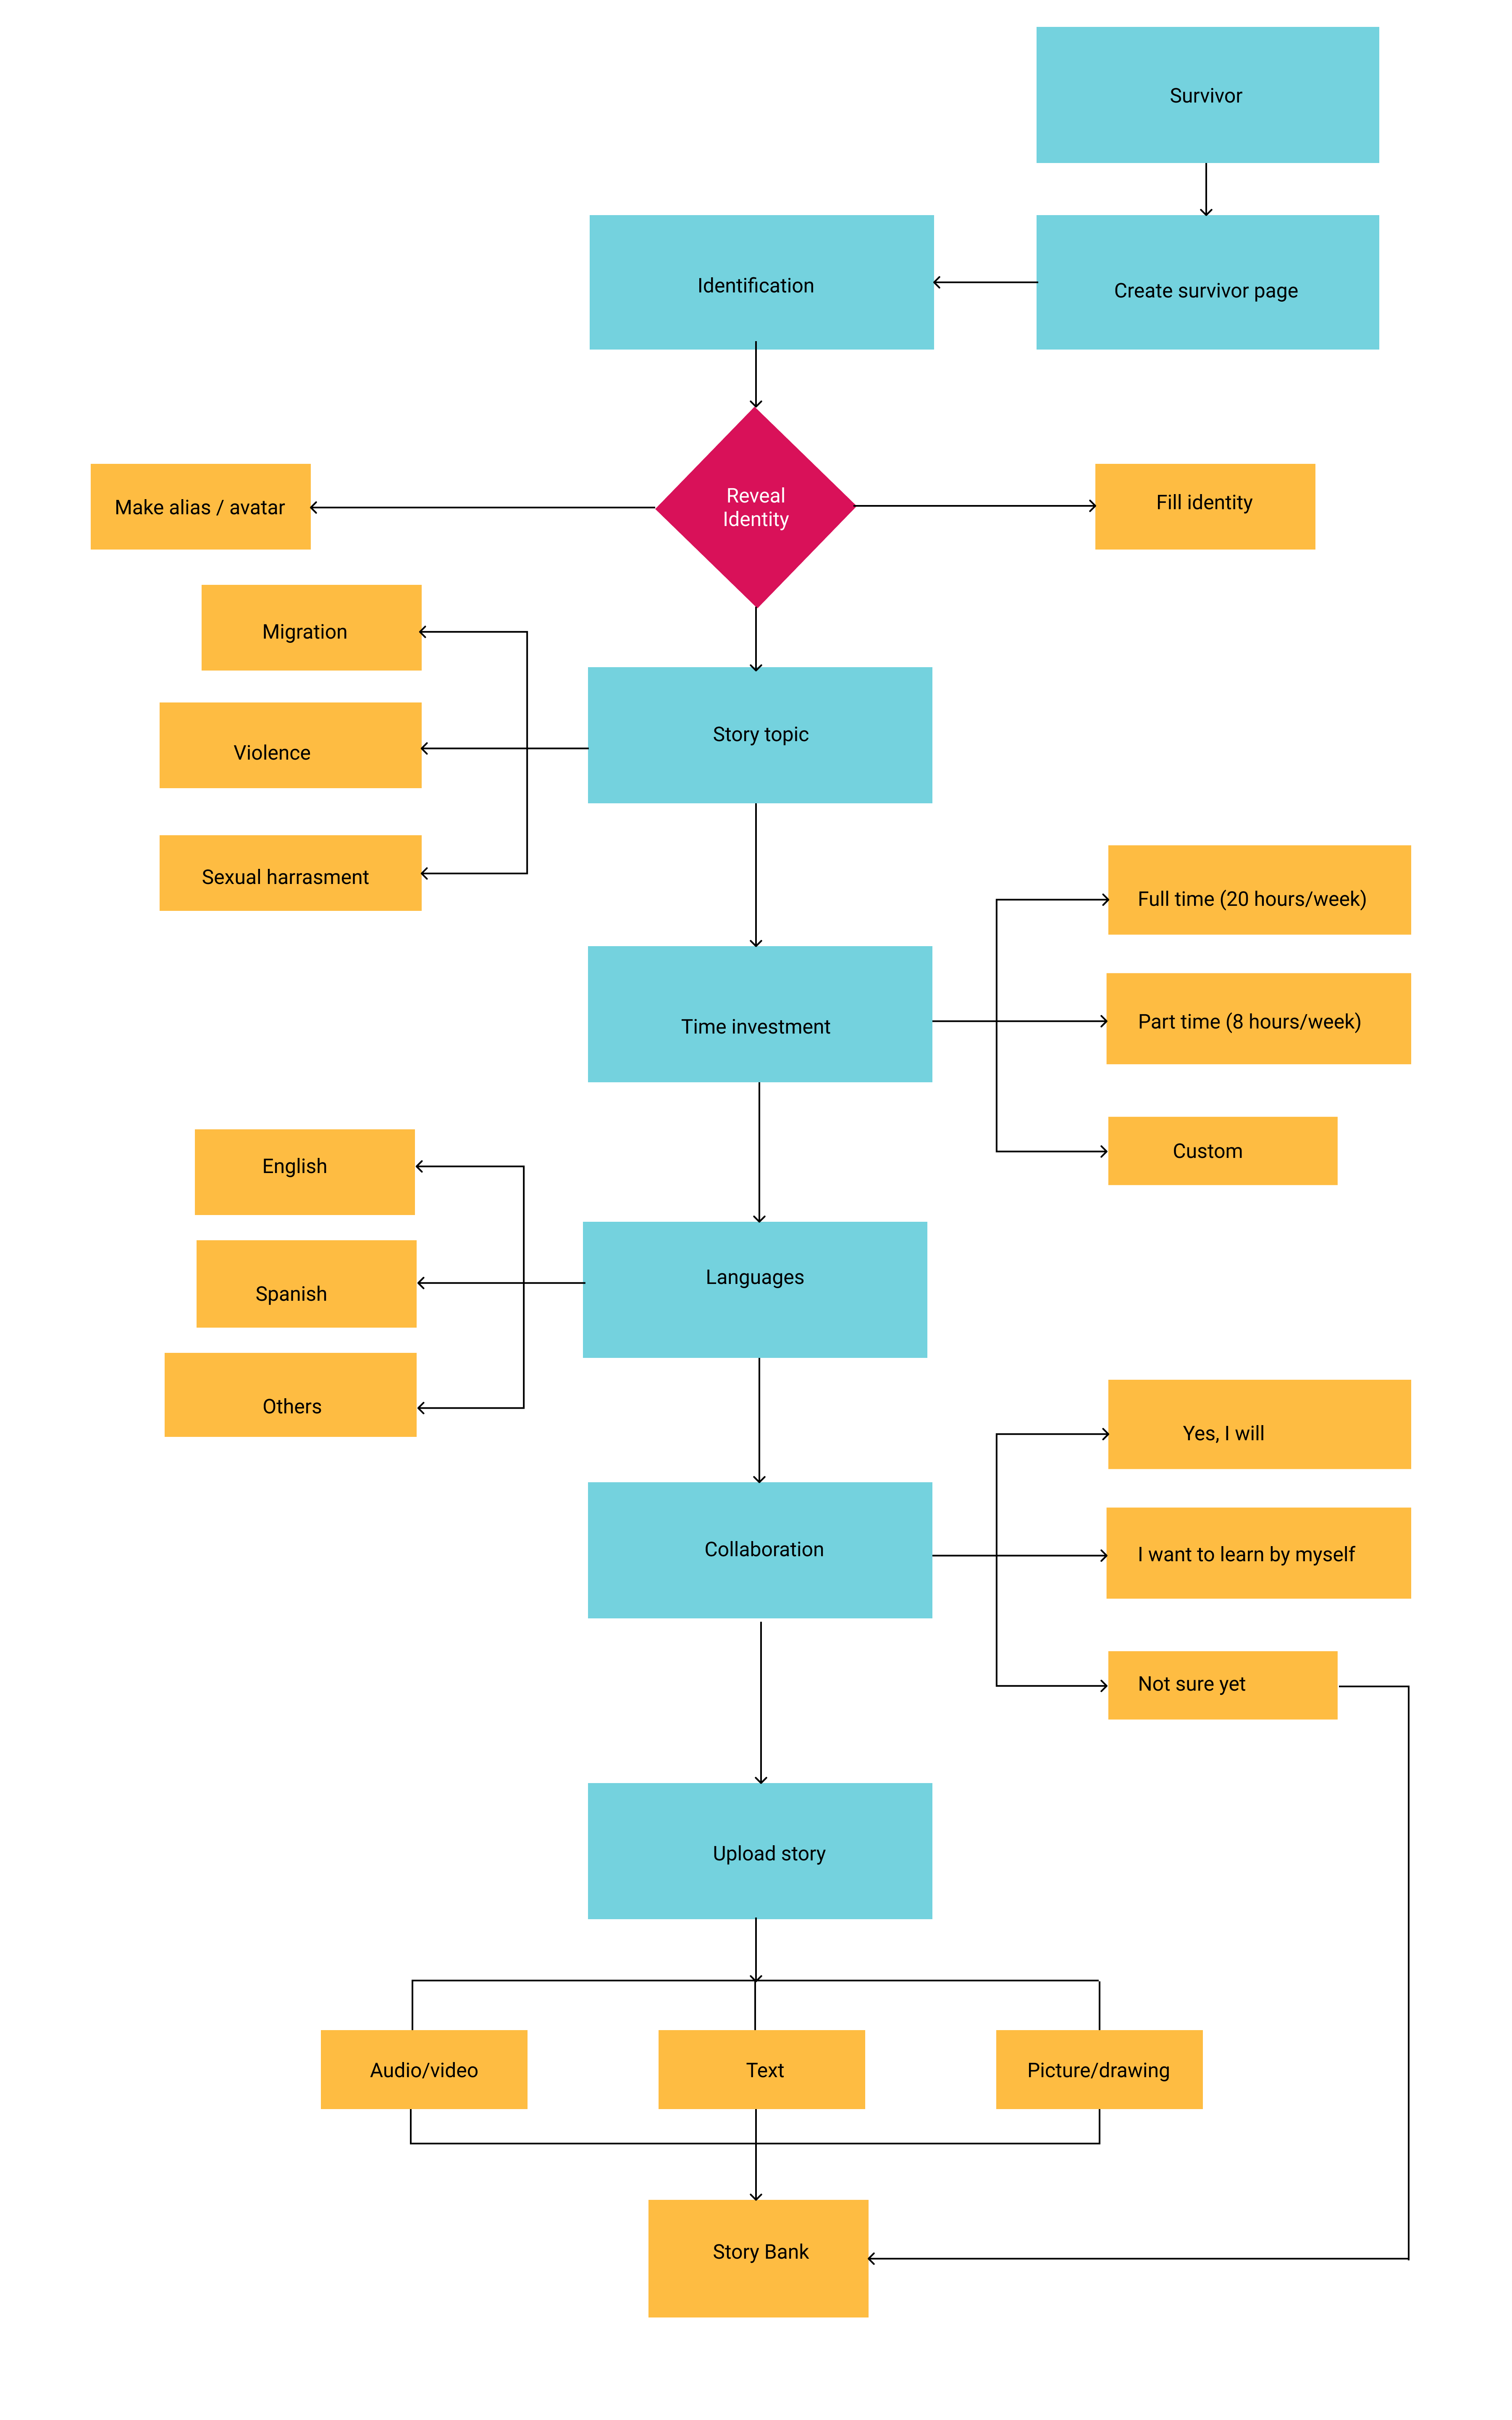 Survivor
Identification
Create survivor page
Reveal
Identity
Make alias / avatar
Fill identity
Migration
Violence
Sexual harrasment
Story topic
Full time (20 hours/week)
Part time (8 hours/week)
Custom
Time investment
English
Spanish
Others
Languages
Yes, I will
I want to learn by myself
Not sure yet
Collaboration
Upload story
Audio/video
Text
Picture/drawing
Story Bank